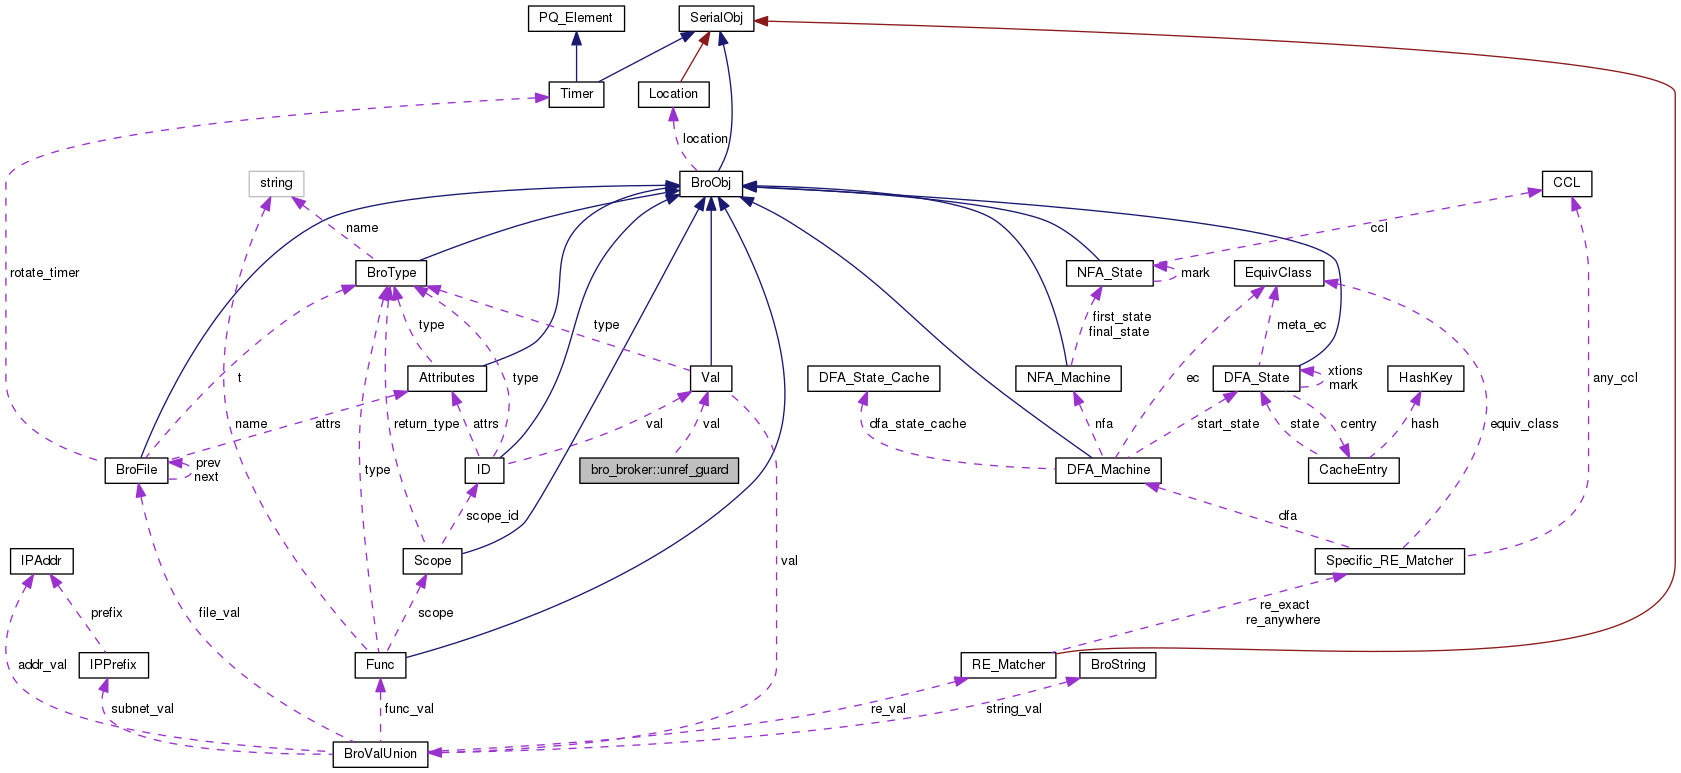 PQ_Element
SerialObj
Timer
Location
location
string
BroObj
CCL
name
ccl
rotate_timer
BroType
NFA_State
mark
EquivClass
type
type
first_state
final_state
meta_ec
t
Attributes
type
Val
DFA_State_Cache
NFA_Machine
ec
DFA_State
xtions
mark
HashKey
any_ccl
name
attrs
return_type
attrs
val
val
dfa_state_cache
nfa
start_state
state
centry
hash
equiv_class
BroFile
prev
next
type
ID
bro_broker::unref_guard
DFA_Machine
CacheEntry
scope_id
dfa
IPAddr
Scope
val
Specific_RE_Matcher
prefix
file_val
scope
re_exact
re_anywhere
addr_val
IPPrefix
Func
RE_Matcher
BroString
subnet_val
func_val
re_val
string_val
BroValUnion